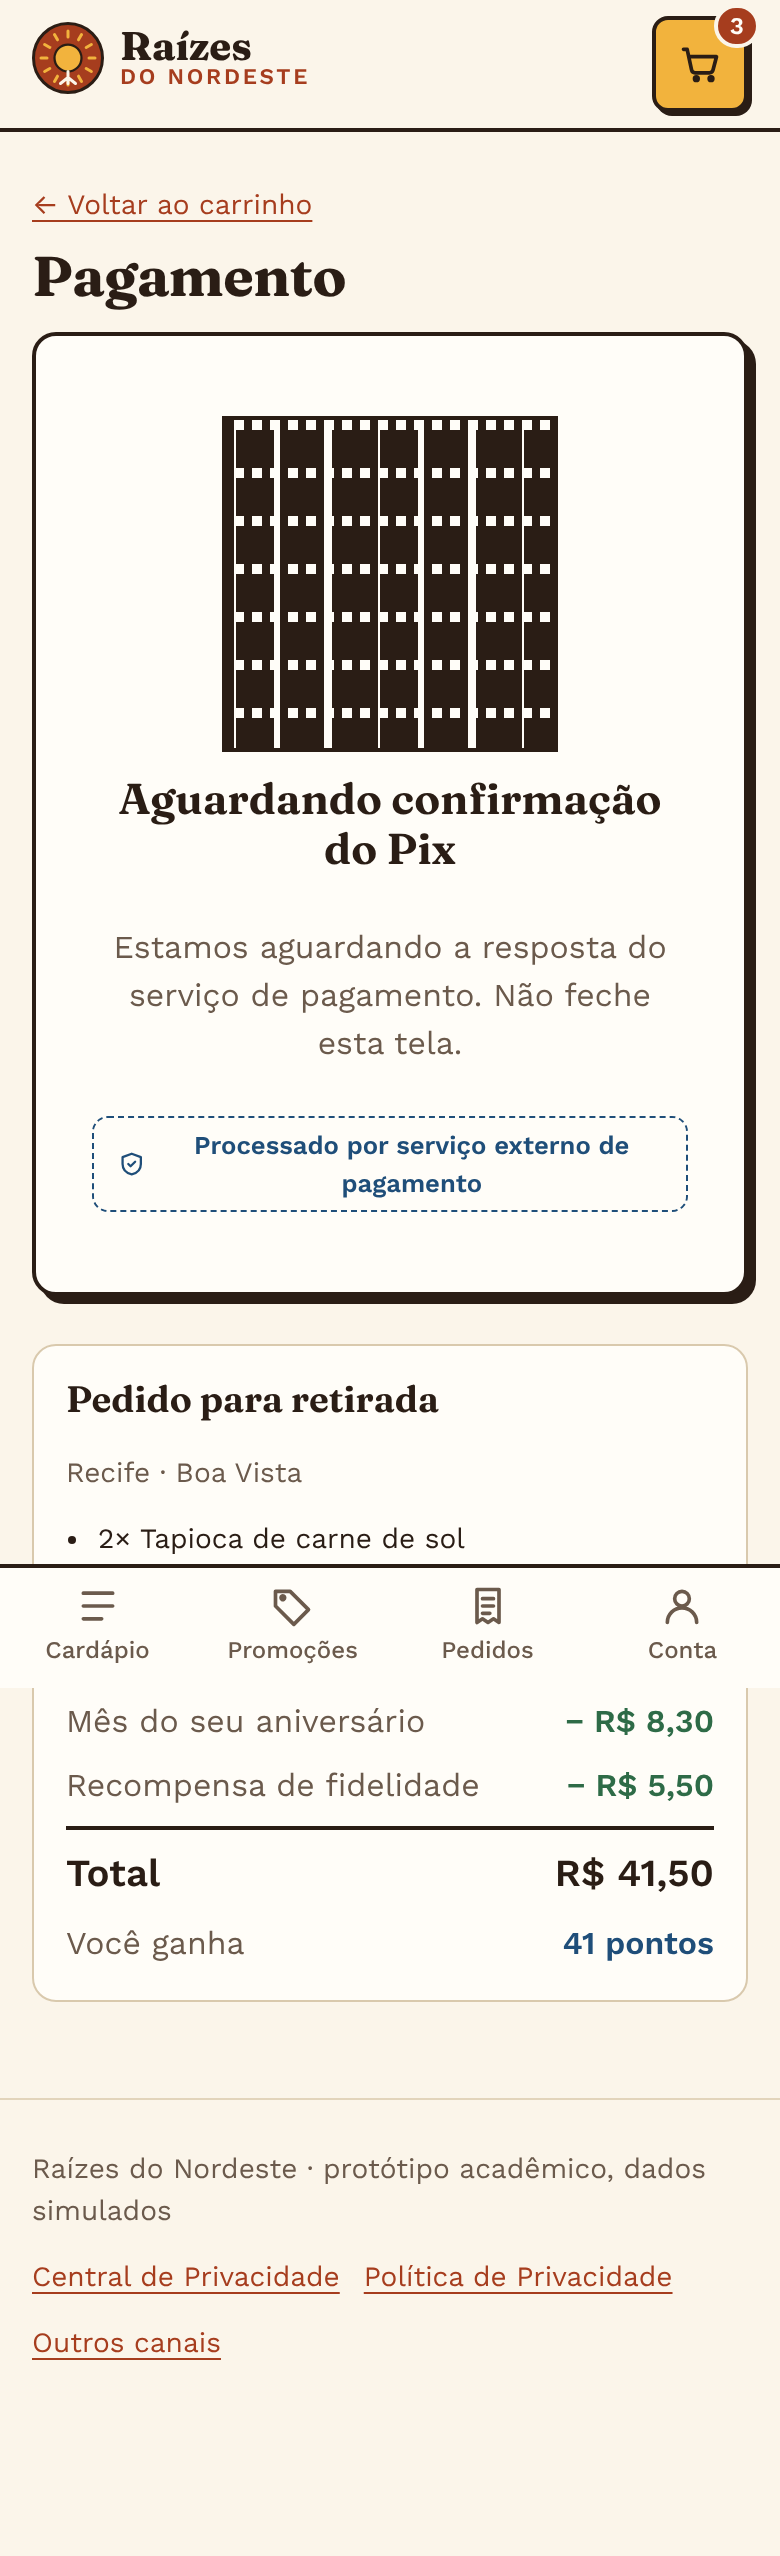 Raízes
DO NORDESTE
3
← Voltar ao carrinho
Pagamento
Aguardando confirmação
do Pix
Estamos aguardando a resposta do
serviço de pagamento. Não feche
esta tela.
Processado por serviço externo de
pagamento
Pedido para retirada
Recife · Boa Vista
• 2× Tapioca de carne de sol
Cardápio Promoções Pedidos Conta
Mês do seu aniversário − R$ 8,30
Recompensa de fidelidade − R$ 5,50
Total R$ 41,50
Você ganha 41 pontos
Raízes do Nordeste · protótipo acadêmico, dados
simulados
Central de Privacidade Política de Privacidade
Outros canais